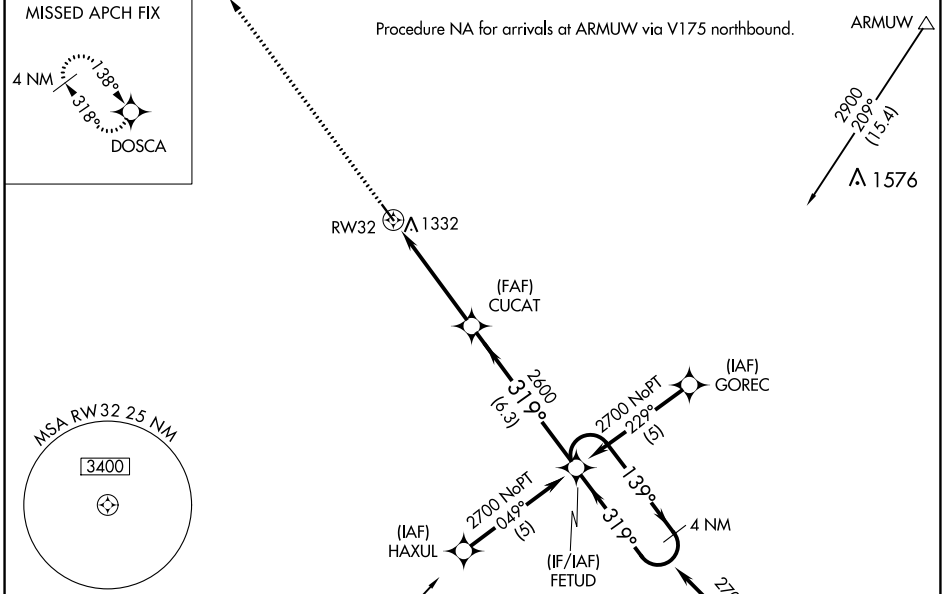 MISSED APCH FIX
4 NM
138°
318°
DOSCA
Procedure NA for arrivals at ARMUW via V175 northbound.
ARMUW
2900
209°
(15.4)
1576
RW32
1332
(FAF)
CUCAT
2600
319°
(6.3)
(IAF)
GOREC
2700 NoPT
229°
(5)
MSA RW32 25 NM
3400
2700 NoPT
049°
(5)
(IAF)
HAXUL
139°
319°
4 NM
(IF/IAF)
FETUD